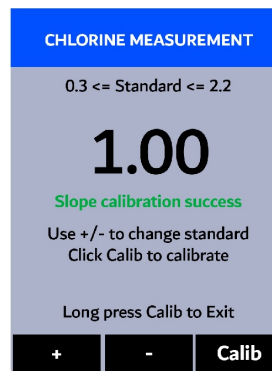 CHLORINE MEASUREMENT
0.3 <= Standard <= 2.2
1.00
Slope calibration success
Use +/- to change standard
Click Calib to calibrate
Long press Calib to Exit
+ - Calib